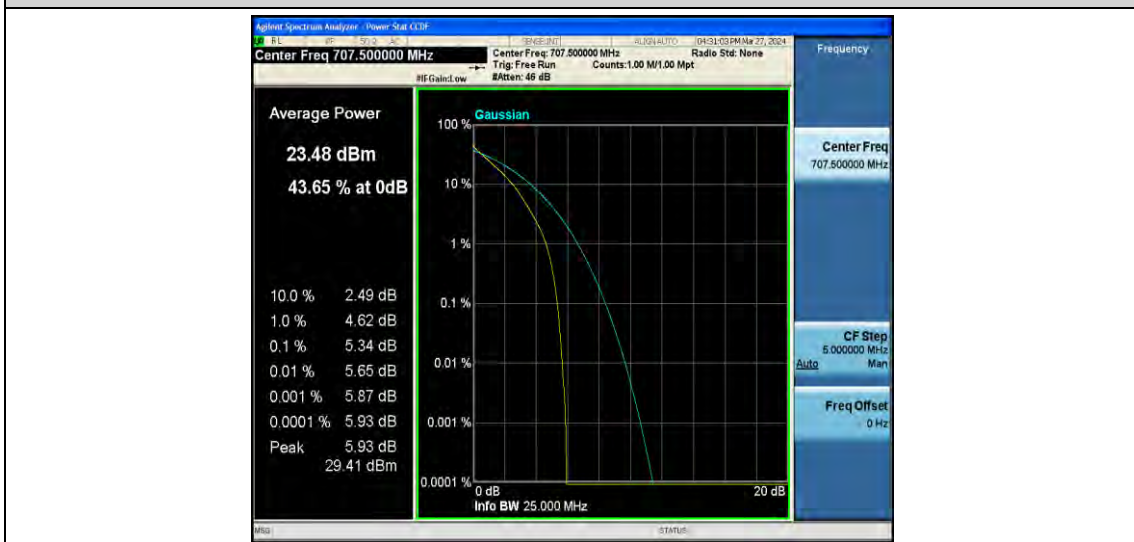 Agilent Spectrum Analyzer - Power Stat CCDF
RL RF 50 Ω AC SENSE:INT ALIGN AUTO 04:31:03 PM Mar 27, 2024
Center Freq 707.500000 MHz
Center Freq: 707.500000 MHz Radio Std: None
Trig: Free Run Counts:1.00 M/1.00 Mpt
#IFGain:Low #Atten: 46 dB
Frequency
Average Power
23.48 dBm
43.65 % at 0dB
10.0 % 2.49 dB
1.0 % 4.62 dB
0.1 % 5.34 dB
0.01 % 5.65 dB
0.001 % 5.87 dB
0.0001 % 5.93 dB
Peak 5.93 dB
29.41 dBm
Gaussian
100 %
10 %
1 %
0.1 %
0.01 %
0.001 %
0.0001 %
0 dB 20 dB
Info BW 25.000 MHz
Center Freq
707.500000 MHz
CF Step
5.000000 MHz
Auto Man
Freq Offset
0 Hz
MSG STATUS